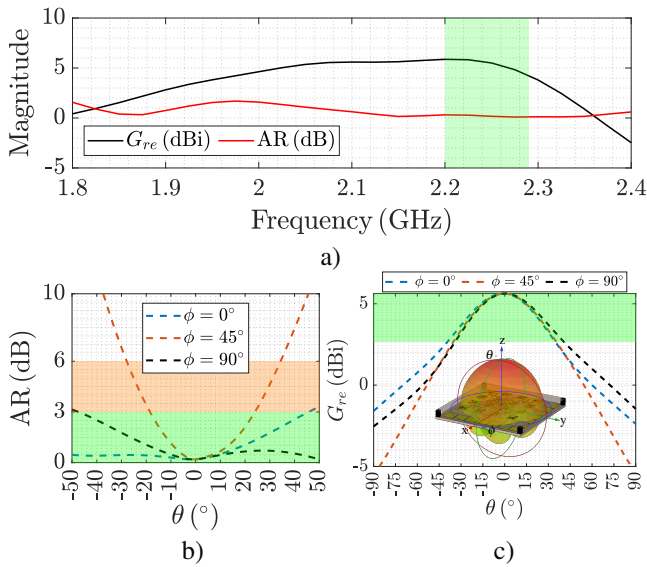 10
5
0
-5
Magnitude
G_re (dBi) AR (dB)
1.8 1.9 2 2.1 2.2 2.3 2.4
Frequency (GHz)
a)
10
6
3
0
AR (dB)
ϕ = 0°
ϕ = 45°
ϕ = 90°
-50 -40 -30 -20 -10 0 10 20 30 40 50
θ (°)
b)
ϕ = 0° ϕ = 45° ϕ = 90°
5
0
-5
G_re (dBi)
z
θ
x
ϕ
y
-90 -75 -60 -45 -30 -15 0 15 30 45 60 75 90
θ (°)
c)